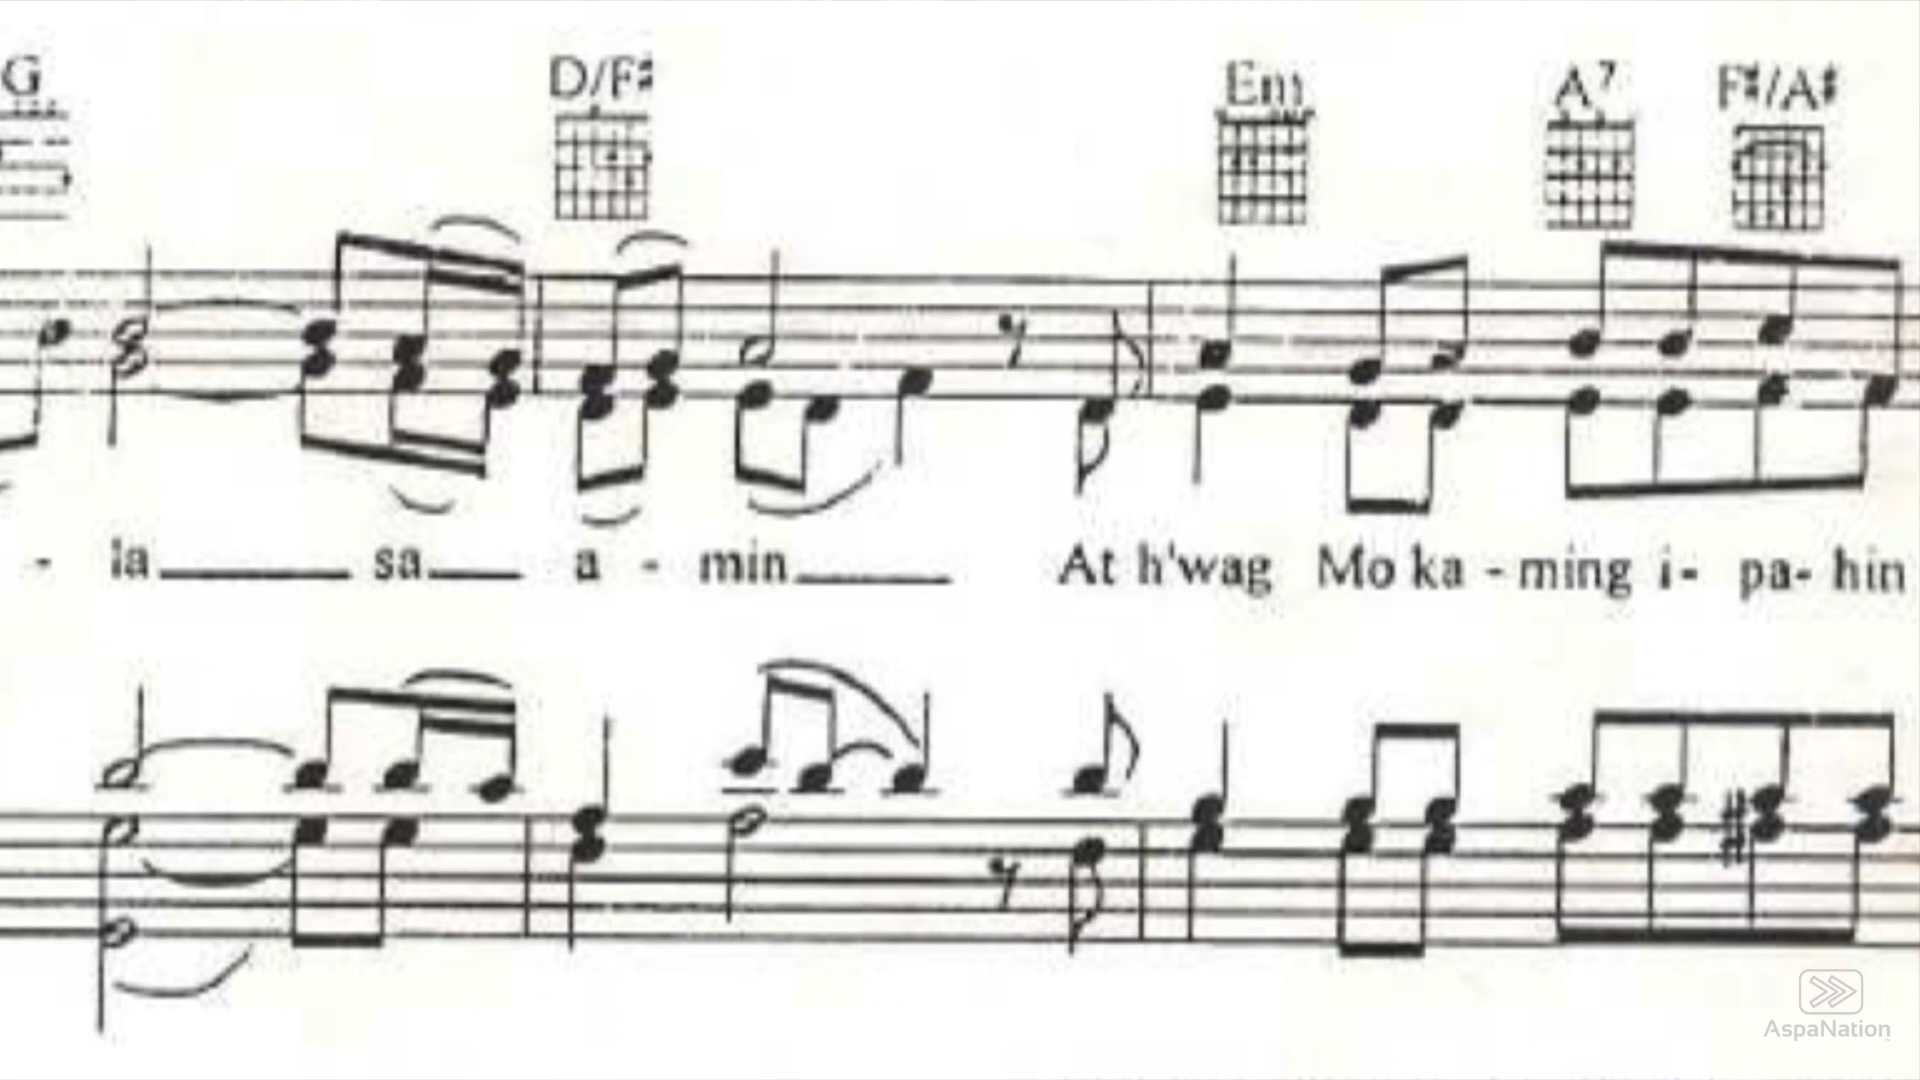 G D/F# Em A7 F#/A#
- la sa a - min At h'wag Mo ka - ming i - pa - hin
AspaNation